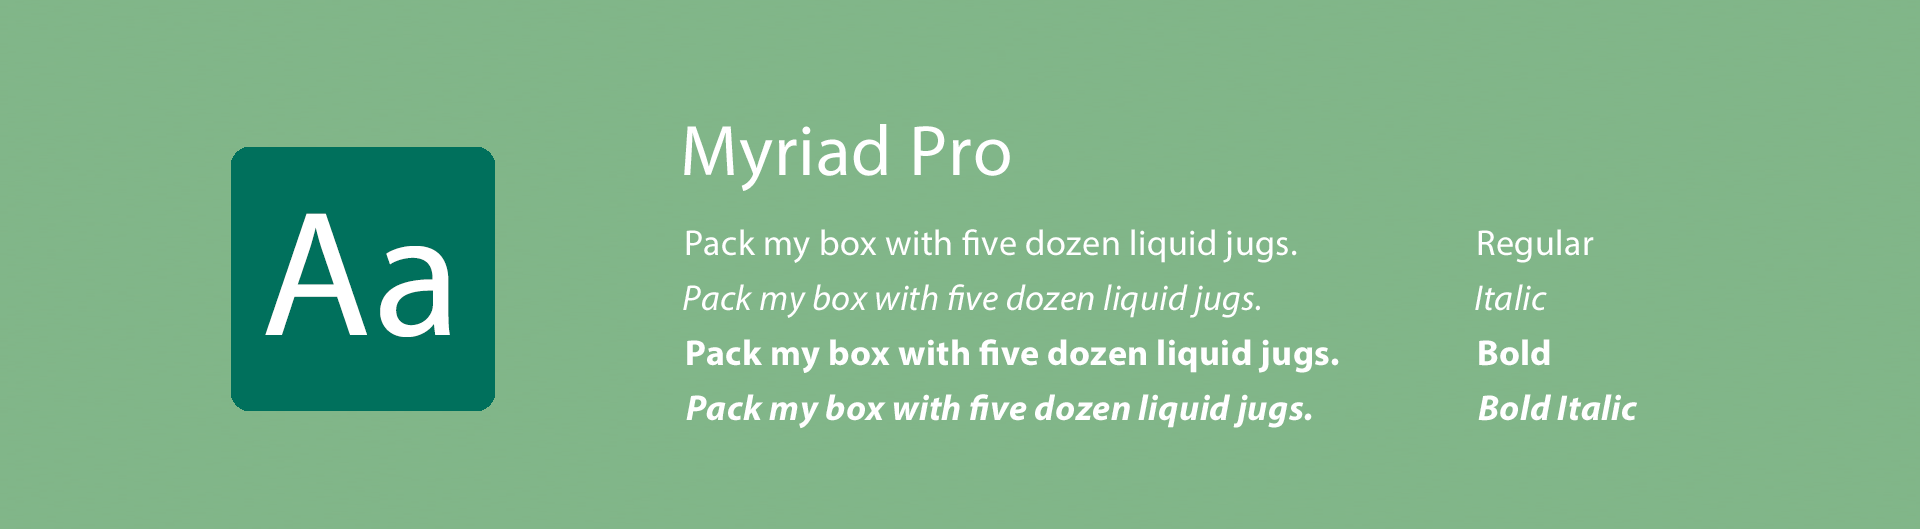 Aa
Myriad Pro
Pack my box with five dozen liquid jugs. Regular
Pack my box with five dozen liquid jugs. Italic
Pack my box with five dozen liquid jugs. Bold
Pack my box with five dozen liquid jugs. Bold Italic